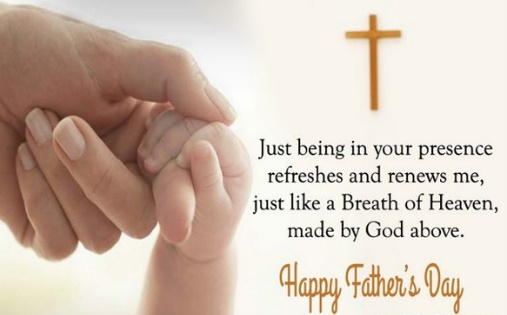 Just being in your presence
refreshes and renews me,
just like a Breath of Heaven,
made by God above.
Happy Father's Day